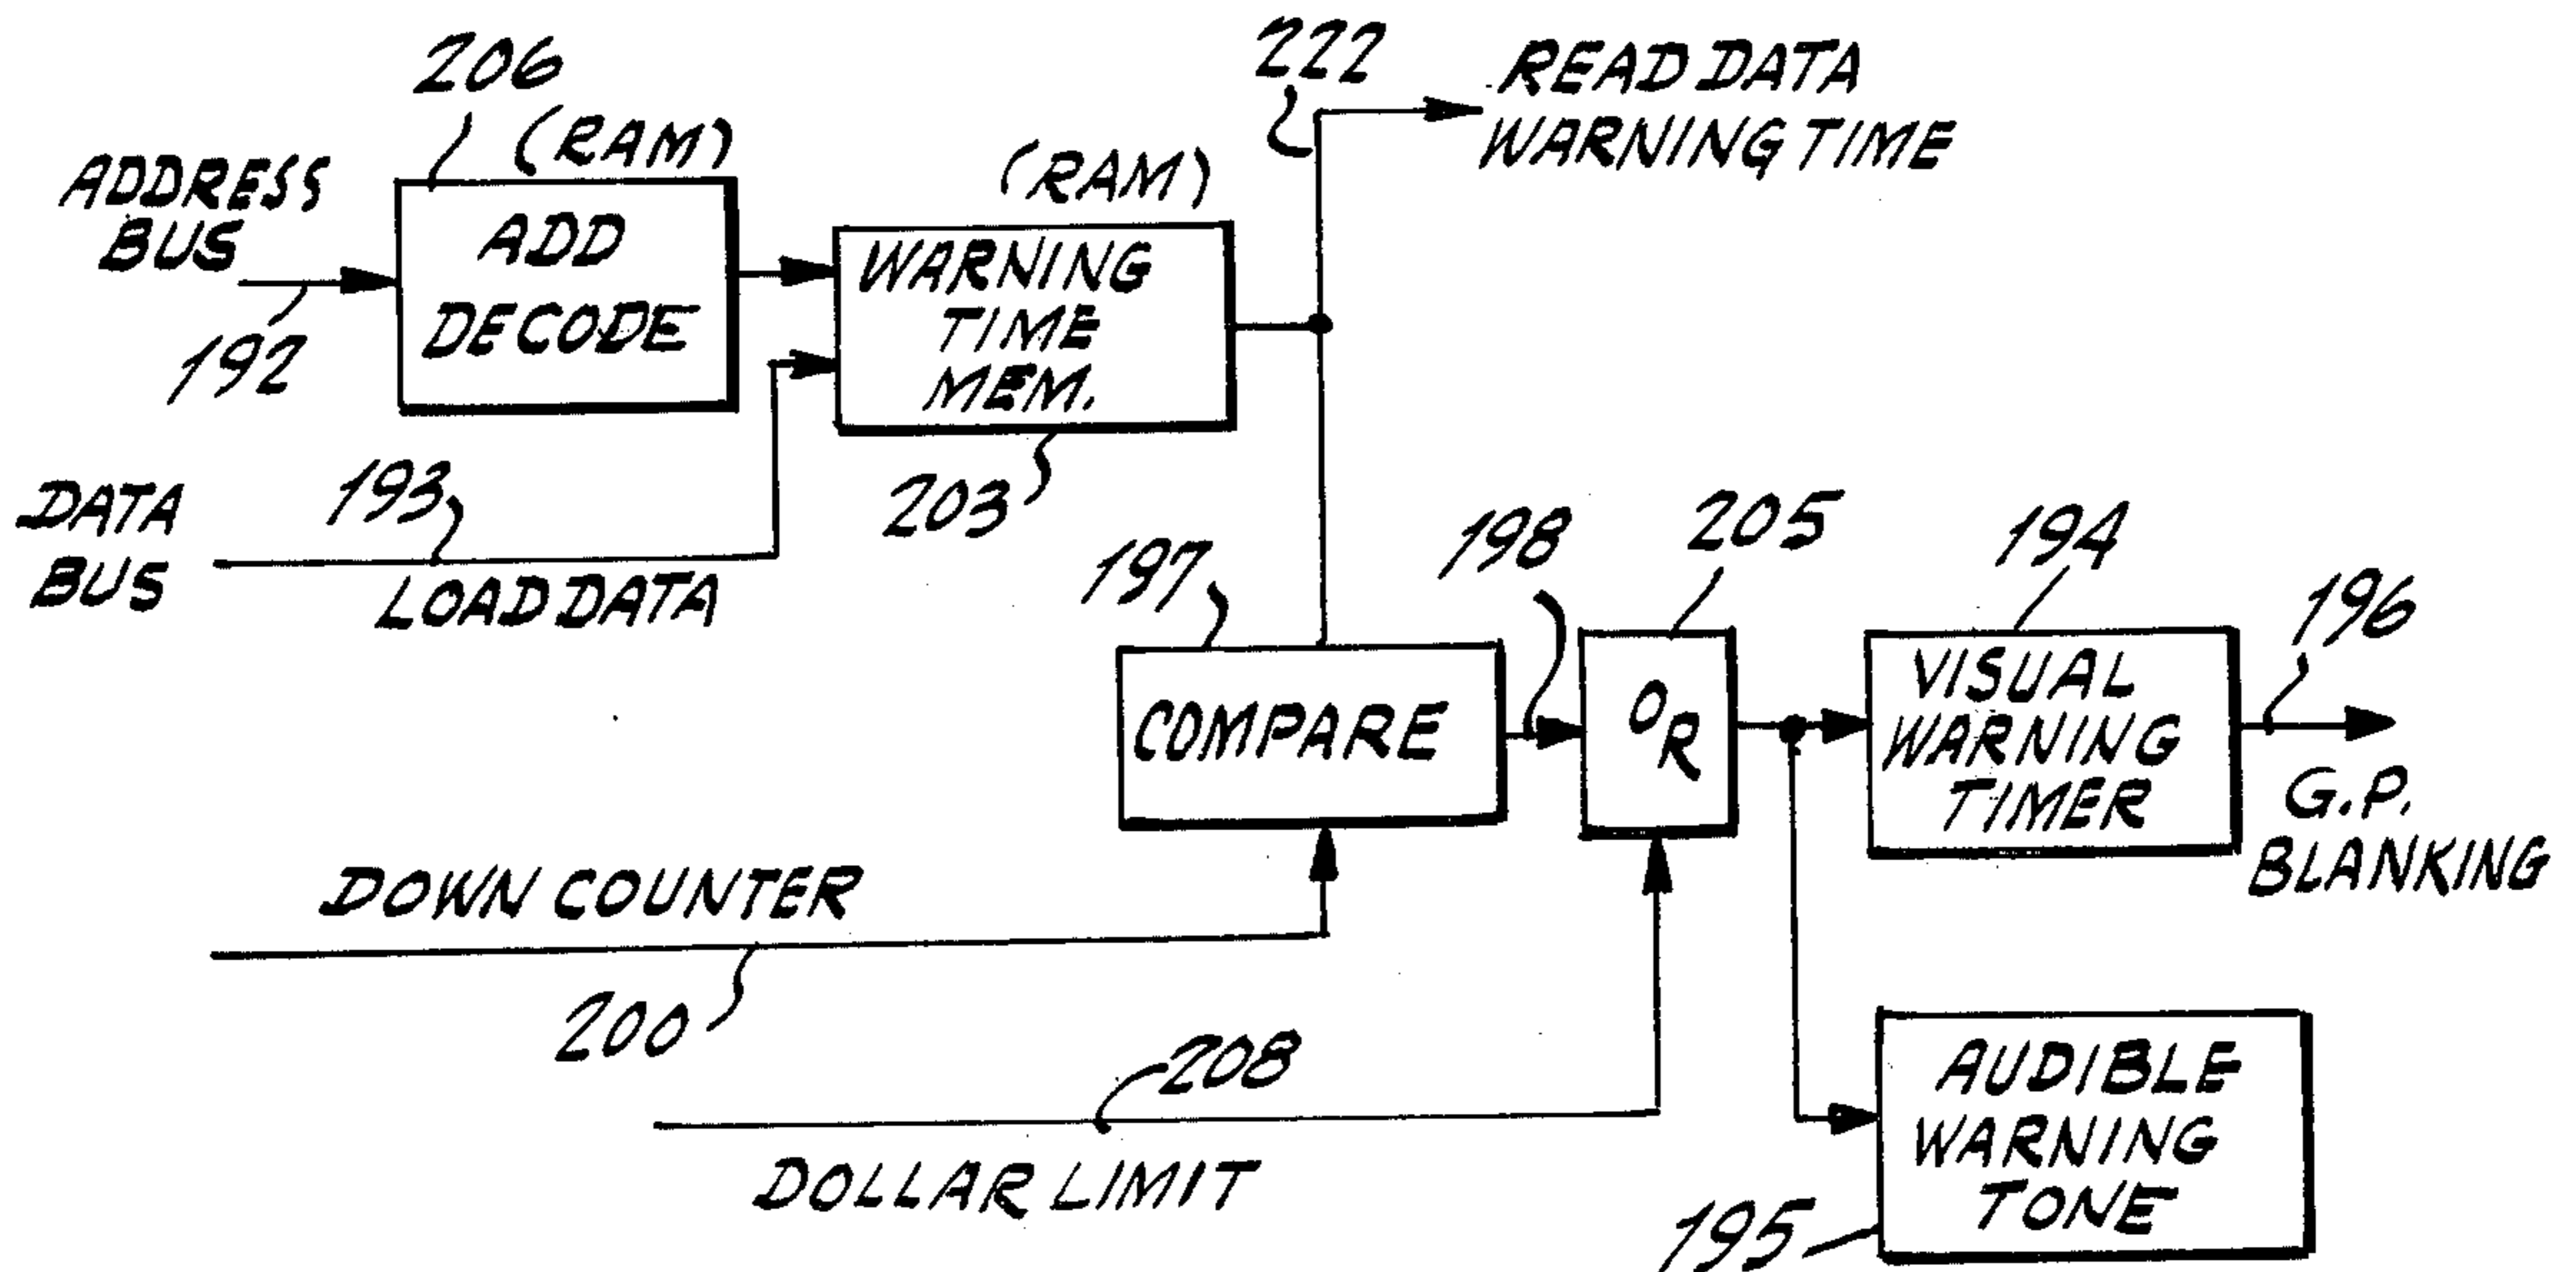 206
(RAM)
ADDRESS
BUS
192
ADD
DECODE
(RAM)
WARNING
TIME
MEM.
203
222
READ DATA
WARNING TIME
DATA
BUS
193
LOAD DATA
197
COMPARE
198
205
OR
194
VISUAL
WARNING
TIMER
196
G.P.
BLANKING
DOWN COUNTER
200
208
DOLLAR LIMIT
AUDIBLE
WARNING
TONE
195